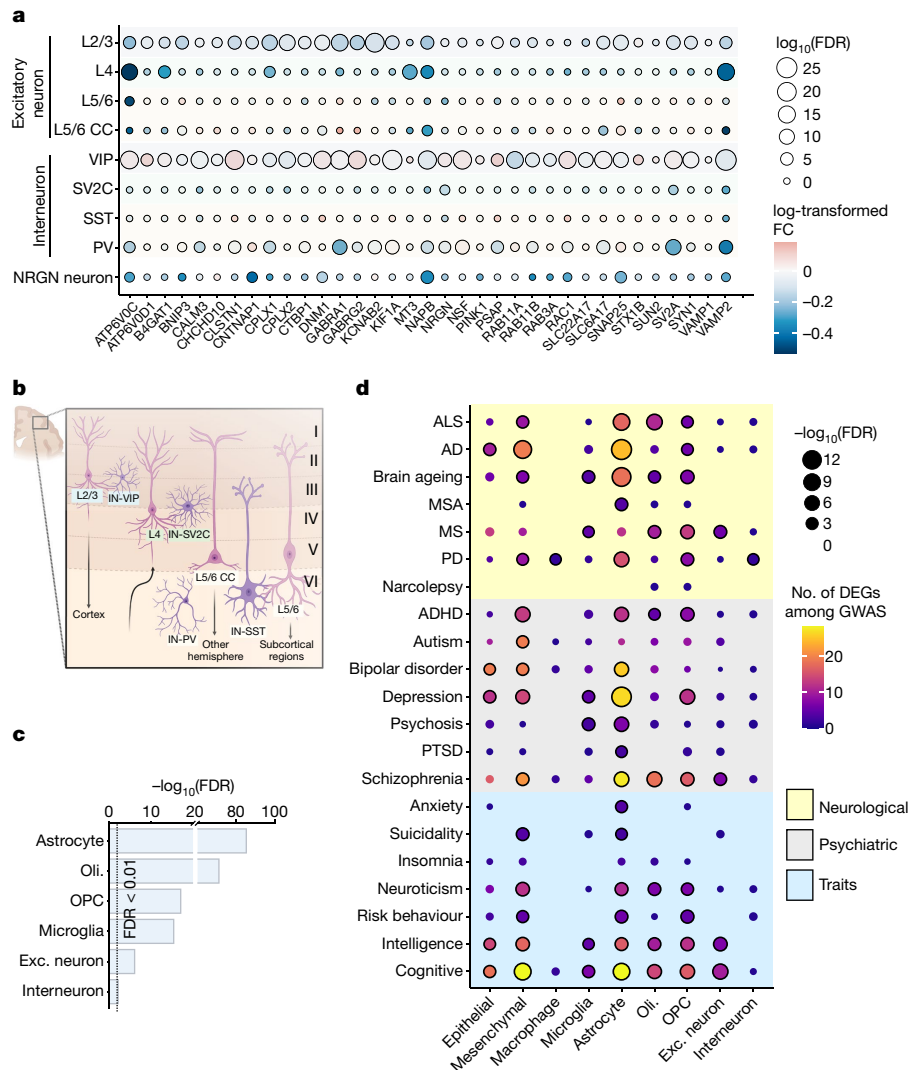 a
Excitatory
neuron
Interneuron
L2/3
L4
L5/6
L5/6 CC
VIP
SV2C
SST
PV
NRGN neuron
ATP6V0C
ATP6V0D1
B4GAT1
BNIP3
CALM3
CHCHD10
CLSTN1
CNTNAP1
CPLX1
CPLX2
CTBP1
DNM1
GABRA1
GABRG2
KCNAB2
KIF1A
MT3
NAPB
NRGN
NSF
PINK1
PSAP
RAB11A
RAB11B
RAB3A
RAC1
SLC22A17
SLC6A17
SNAP25
STX1B
SUN2
SV2A
SYN1
VAMP1
VAMP2
log10(FDR)
25
20
15
10
5
0
log-transformed
FC
0
–0.2
–0.4
b
I
II
III
IV
V
VI
L2/3
IN-VIP
L4
IN-SV2C
L5/6 CC
IN-PV
IN-SST
L5/6
Cortex
Other
hemisphere
Subcortical
regions
c
–log10(FDR)
0
10
20
80
100
Astrocyte
Oli.
OPC
Microglia
Exc. neuron
Interneuron
FDR < 0.01
d
ALS
AD
Brain ageing
MSA
MS
PD
Narcolepsy
ADHD
Autism
Bipolar disorder
Depression
Psychosis
PTSD
Schizophrenia
Anxiety
Suicidality
Insomnia
Neuroticism
Risk behaviour
Intelligence
Cognitive
Epithelial
Mesenchymal
Macrophage
Microglia
Astrocyte
Oli.
OPC
Exc. neuron
Interneuron
–log10(FDR)
12
9
6
3
0
No. of DEGs
among GWAS
20
10
0
Neurological
Psychiatric
Traits